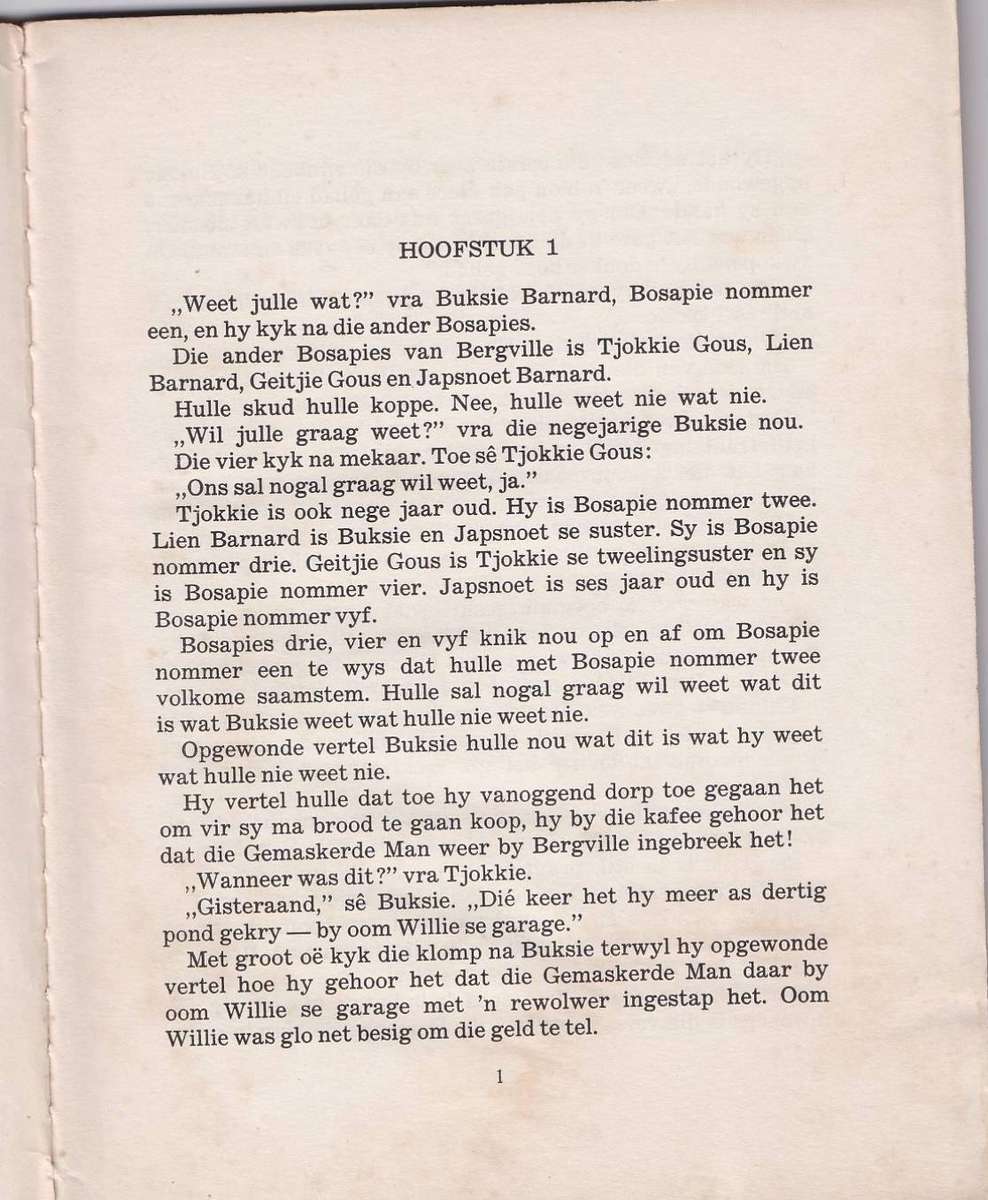 HOOFSTUK 1
„Weet julle wat?” vra Buksie Barnard, Bosapie nommer
een, en hy kyk na die ander Bosapies.
Die ander Bosapies van Bergville is Tjokkie Gous, Lien
Barnard, Geitjie Gous en Japsnoet Barnard.
Hulle skud hulle koppe. Nee, hulle weet nie wat nie.
„Wil julle graag weet?” vra die negejarige Buksie nou.
Die vier kyk na mekaar. Toe sê Tjokkie Gous:
„Ons sal nogal graag wil weet, ja.”
Tjokkie is ook nege jaar oud. Hy is Bosapie nommer twee.
Lien Barnard is Buksie en Japsnoet se suster. Sy is Bosapie
nommer drie. Geitjie Gous is Tjokkie se tweelingsuster en sy
is Bosapie nommer vier. Japsnoet is ses jaar oud en hy is
Bosapie nommer vyf.
Bosapies drie, vier en vyf knik nou op en af om Bosapie
nommer een te wys dat hulle met Bosapie nommer twee
volkome saamstem. Hulle sal nogal graag wil weet wat dit
is wat Buksie weet wat hulle nie weet nie.
Opgewonde vertel Buksie hulle nou wat dit is wat hy weet
wat hulle nie weet nie.
Hy vertel hulle dat toe hy vanoggend dorp toe gegaan het
om vir sy ma brood te gaan koop, hy by die kafee gehoor het
dat die Gemaskerde Man weer by Bergville ingebreek het!
„Wanneer was dit?” vra Tjokkie.
„Gisteraand,” sê Buksie. „Dié keer het hy meer as dertig
pond gekry — by oom Willie se garage.”
Met groot oë kyk die klomp na Buksie terwyl hy opgewonde
vertel hoe hy gehoor het dat die Gemaskerde Man daar by
oom Willie se garage met 'n rewolwer ingestap het. Oom
Willie was glo net besig om die geld te tel.
1